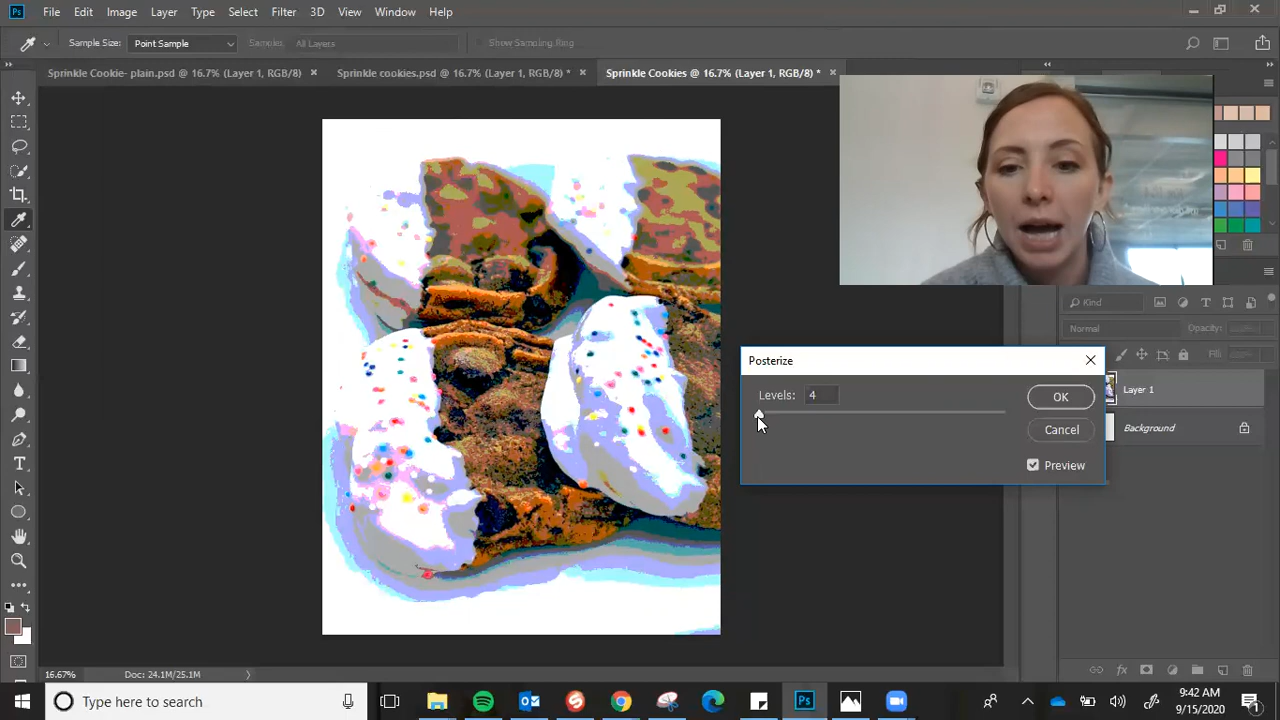 Ps File Edit Image Layer Type Select Filter 3D View Window Help
Sample Size: Point Sample Sample: All Layers Show Sampling Ring
Sprinkle Cookie- plain.psd @ 16.7% (Layer 1, RGB/8) × Sprinkle cookies.psd @ 16.7% (Layer 1, RGB/8) * × Sprinkle Cookies @ 16.7% (Layer 1, RGB/8) * ×
Kind
Normal Opacity:
Fill:
Posterize
Levels: 4
OK
Cancel
Preview
Layer 1
Background
16.67% Doc: 24.1M/25.1M
Type here to search
9:42 AM
9/15/2020